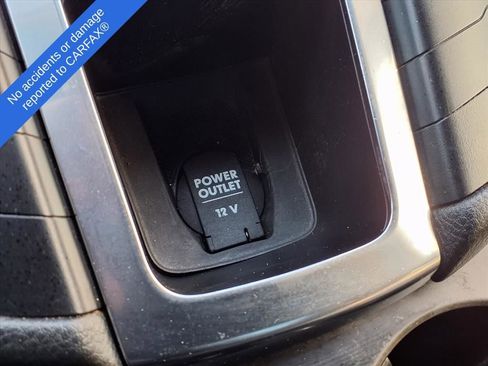 No accidents or damage
reported to CARFAX®
POWER
OUTLET
12 V